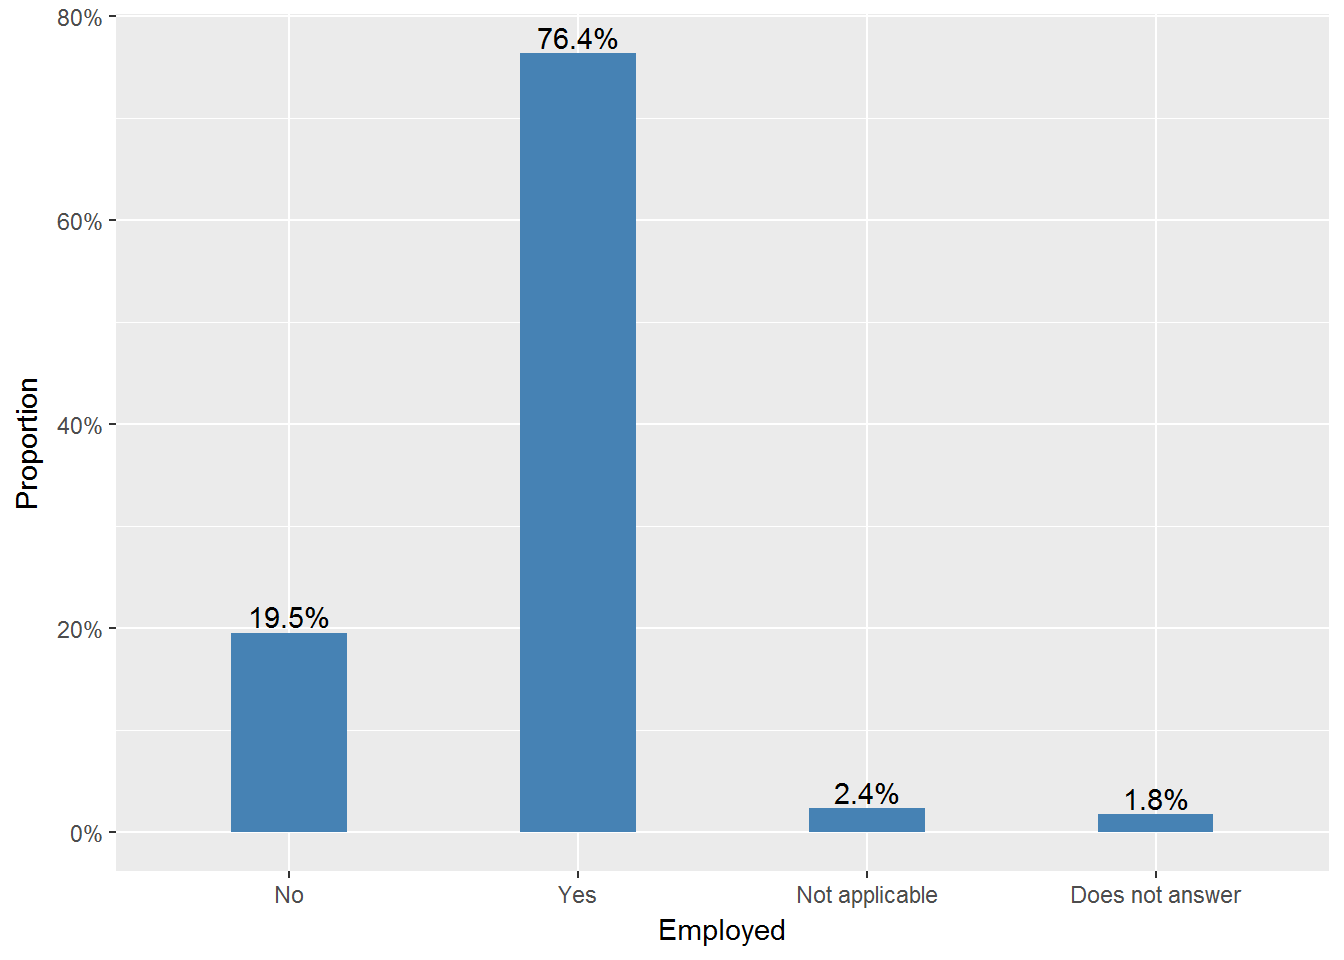 80%
76.4%
60%
40%
Proportion
19.5%
20%
2.4%
1.8%
0%
No
Yes
Not applicable
Does not answer
Employed